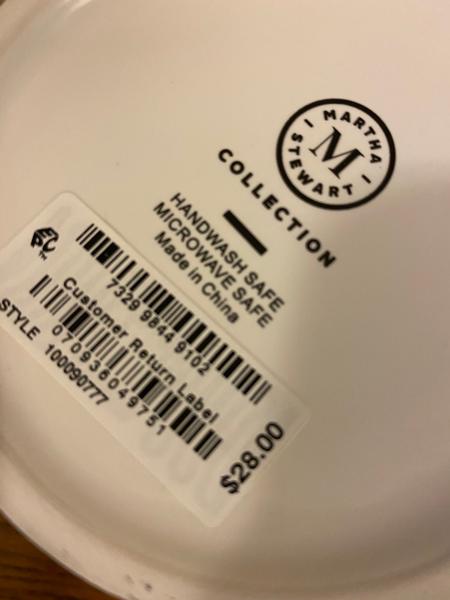 MARTHA
M
STEWART
COLLECTION
HANDWASH SAFE
MICROWAVE SAFE
Made in China
EPC™
7329 9844 9102
Customer Return Label
070936049751
STYLE 100090777
$28.00